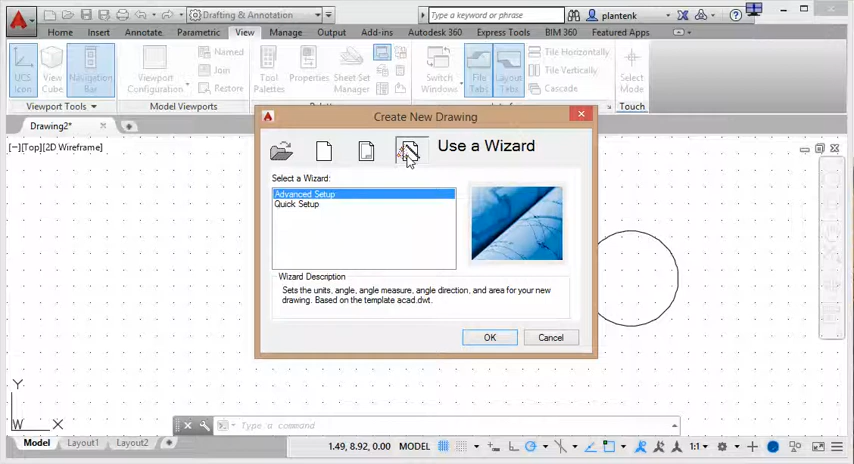 Drafting & Annotation
Type a keyword or phrase
plantenk
Home Insert Annotate Parametric View Manage Output Autodesk 360 Express Tools BIM 360 Featured Apps
UCS Icon
View Cube
Navigation Bar
Viewport Tools
Viewport Configuration
Named
Join
Restore
Model Viewports
Tool Palettes
Properties
Sheet Set Manager
Switch Windows
File Tabs
Layout Tabs
Tile Horizontally
Tile Vertically
Cascade
Select Mode
Touch
Drawing2*
[−][Top][2D Wireframe]
Create New Drawing
Use a Wizard
Select a Wizard:
Advanced Setup
Quick Setup
Wizard Description
Sets the units, angle, angle measure, angle direction, and area for your new
drawing. Based on the template acad.dwt.
OK Cancel
Y
W X
Type a command
Model Layout1 Layout2
1.49, 8.92, 0.00 MODEL
1:1